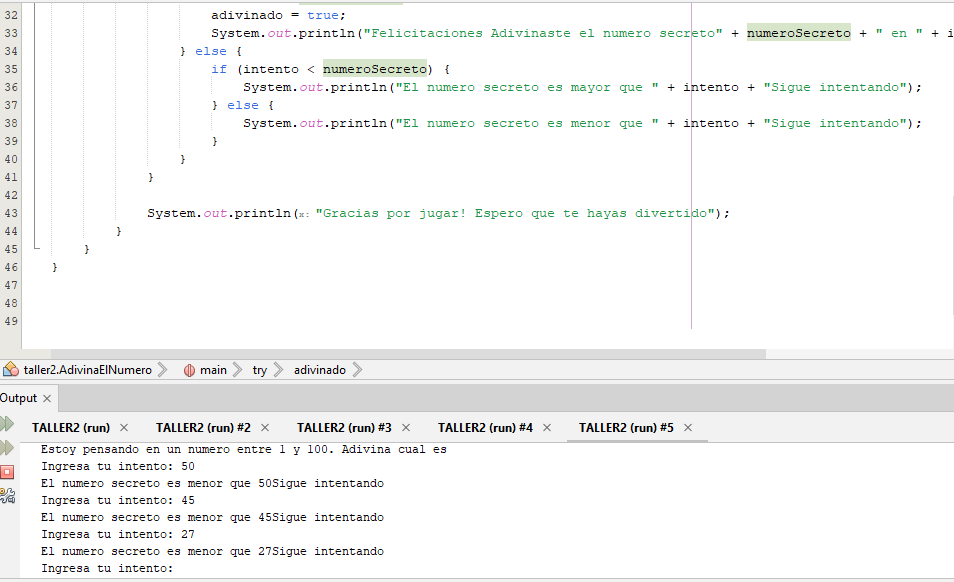 32 adivinado = true;
33 System.out.println("Felicitaciones Adivinaste el numero secreto" + numeroSecreto + " en " + i
34 } else {
35 if (intento < numeroSecreto) {
36 System.out.println("El numero secreto es mayor que " + intento + "Sigue intentando");
37 } else {
38 System.out.println("El numero secreto es menor que " + intento + "Sigue intentando");
39 }
40 }
41 }
42
43 System.out.println(x: "Gracias por jugar! Espero que te hayas divertido");
44 }
45 }
46 }
47
48
49
taller2.AdivinaElNumero main try adivinado
Output ×
TALLER2 (run) × TALLER2 (run) #2 × TALLER2 (run) #3 × TALLER2 (run) #4 × TALLER2 (run) #5 ×
Estoy pensando en un numero entre 1 y 100. Adivina cual es
Ingresa tu intento: 50
El numero secreto es menor que 50Sigue intentando
Ingresa tu intento: 45
El numero secreto es menor que 45Sigue intentando
Ingresa tu intento: 27
El numero secreto es menor que 27Sigue intentando
Ingresa tu intento: